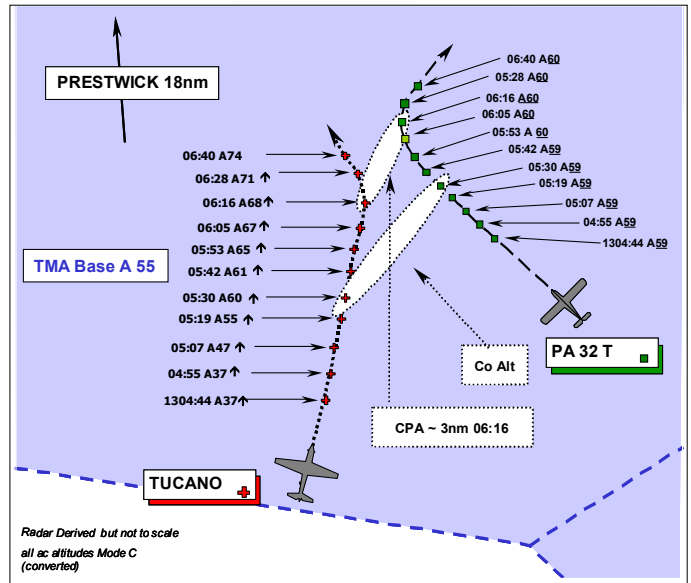 PRESTWICK 18nm
06:40 A60
05:28 A60
06:16 A60
06:05 A60
05:53 A 60
05:42 A59
05:30 A59
05:19 A59
05:07 A59
04:55 A59
1304:44 A59
06:40 A74
06:28 A71 ↑
06:16 A68↑
06:05 A67 ↑
05:53 A65 ↑
05:42 A61 ↑
05:30 A60 ↑
05:19 A55 ↑
05:07 A47 ↑
04:55 A37 ↑
1304:44 A37↑
TMA Base A 55
PA 32 T
Co Alt
CPA ~ 3nm 06:16
TUCANO
Radar Derived but not to scale
all ac altitudes Mode C
(converted)